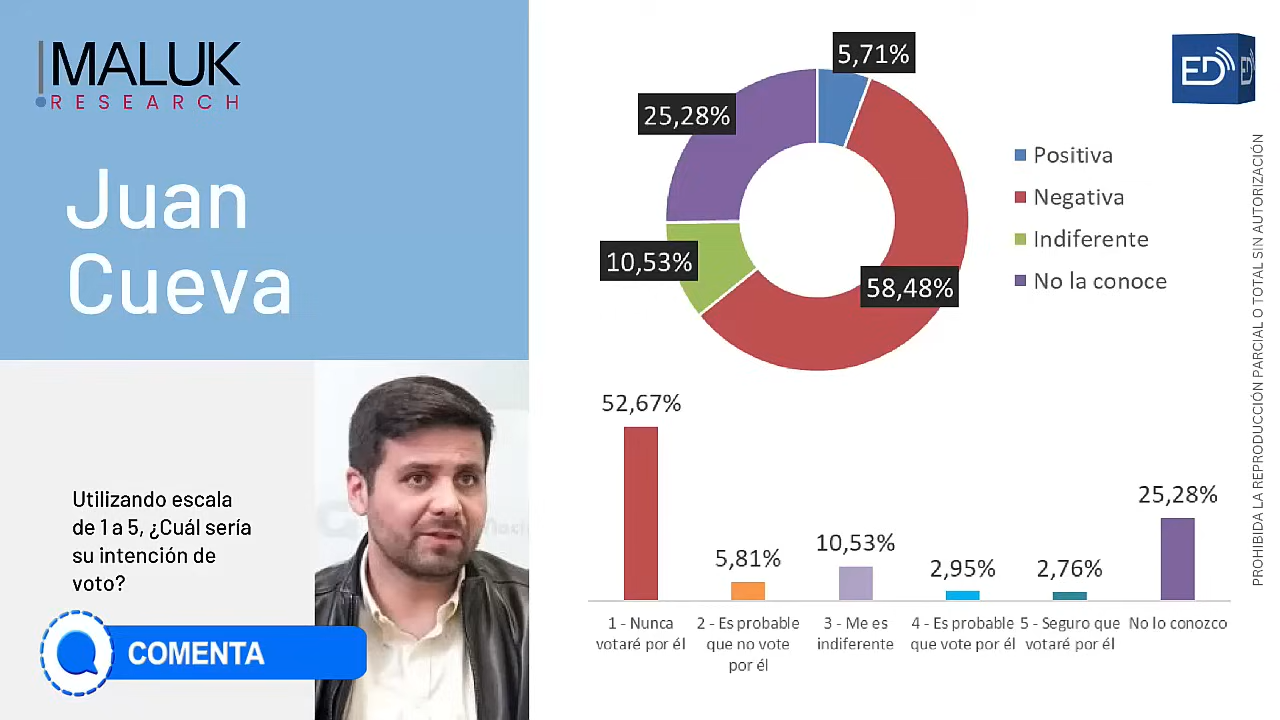 MALUK
RESEARCH
Juan
Cueva
Utilizando escala
de 1 a 5, ¿Cuál sería
su intención de
voto?
COMENTA
5,71%
25,28%
10,53%
58,48%
Positiva
Negativa
Indiferente
No la conoce
ED
ED
PROHIBIDA LA REPRODUCCIÓN PARCIAL O TOTAL SIN AUTORIZACIÓN
52,67%
5,81%
10,53%
2,95%
2,76%
25,28%
1 - Nunca
votaré por él
2 - Es probable
que no vote
por él
3 - Me es
indiferente
4 - Es probable
que vote por él
5 - Seguro que
votaré por él
No lo conozco